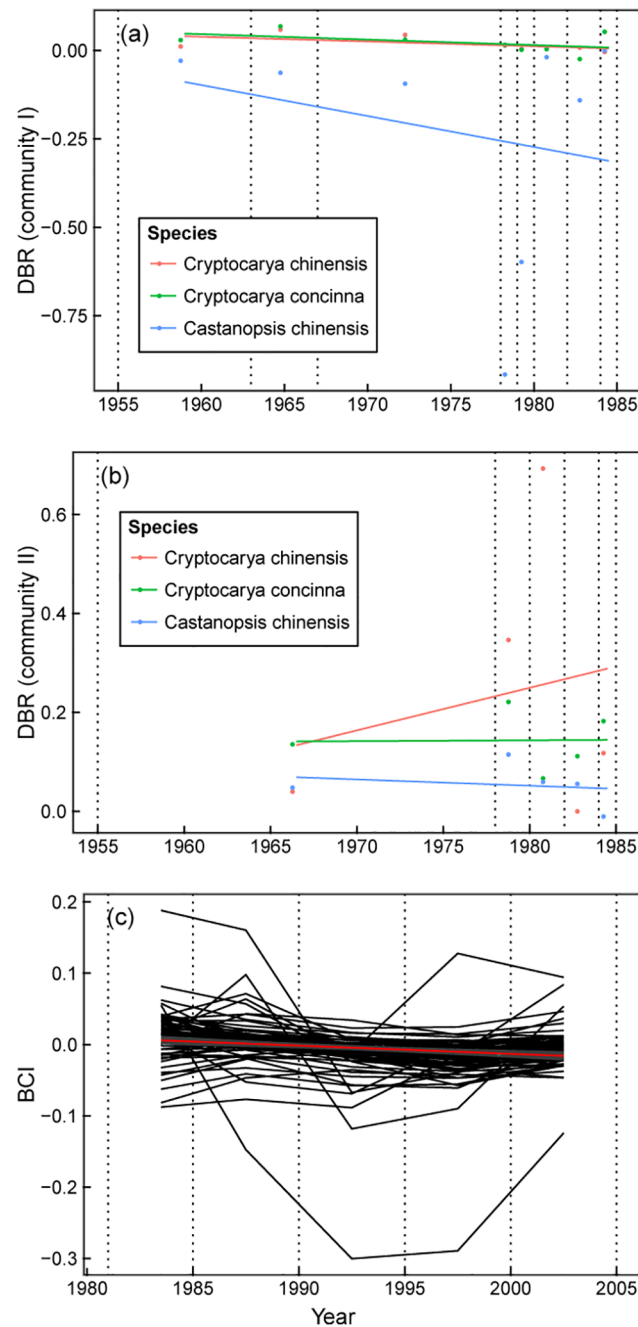 (a)
DBR (community I)
0.00
−0.25
−0.50
−0.75
Species
Cryptocarya chinensis
Cryptocarya concinna
Castanopsis chinensis
1955 1960 1965 1970 1975 1980 1985
(b)
DBR (community II)
0.6
0.4
0.2
0.0
Species
Cryptocarya chinensis
Cryptocarya concinna
Castanopsis chinensis
1955 1960 1965 1970 1975 1980 1985
(c)
BCI
0.2
0.1
0.0
−0.1
−0.2
−0.3
1980 1985 1990 1995 2000 2005
Year